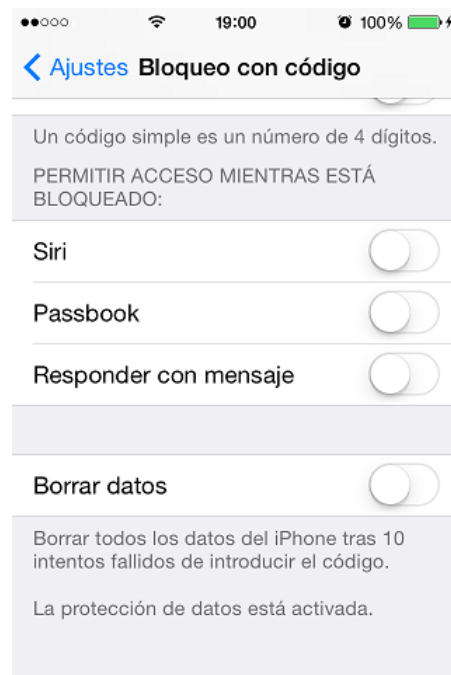 19:00 100%
Ajustes Bloqueo con código
Un código simple es un número de 4 dígitos.
PERMITIR ACCESO MIENTRAS ESTÁ
BLOQUEADO:
Siri
Passbook
Responder con mensaje
Borrar datos
Borrar todos los datos del iPhone tras 10
intentos fallidos de introducir el código.
La protección de datos está activada.